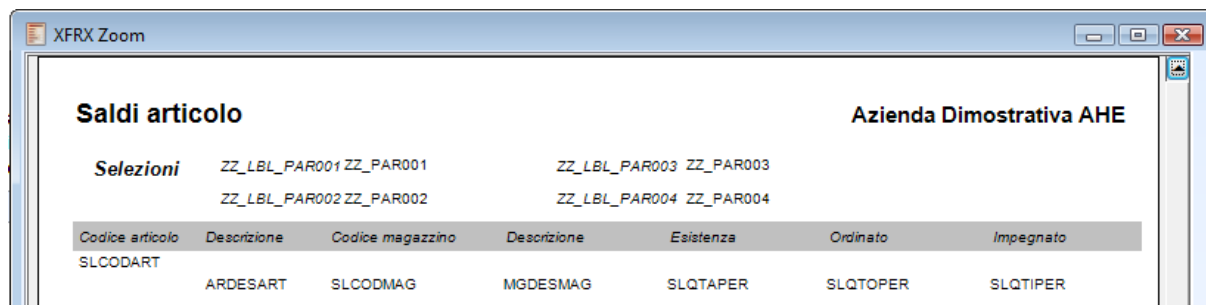 XFRX Zoom
Saldi articolo Azienda Dimostrativa AHE
Selezioni ZZ_LBL_PAR001 ZZ_PAR001 ZZ_LBL_PAR003 ZZ_PAR003
ZZ_LBL_PAR002 ZZ_PAR002 ZZ_LBL_PAR004 ZZ_PAR004
Codice articolo Descrizione Codice magazzino Descrizione Esistenza Ordinato Impegnato
SLCODART
ARDESART SLCODMAG MGDESMAG SLQTAPER SLQTOPER SLQTIPER